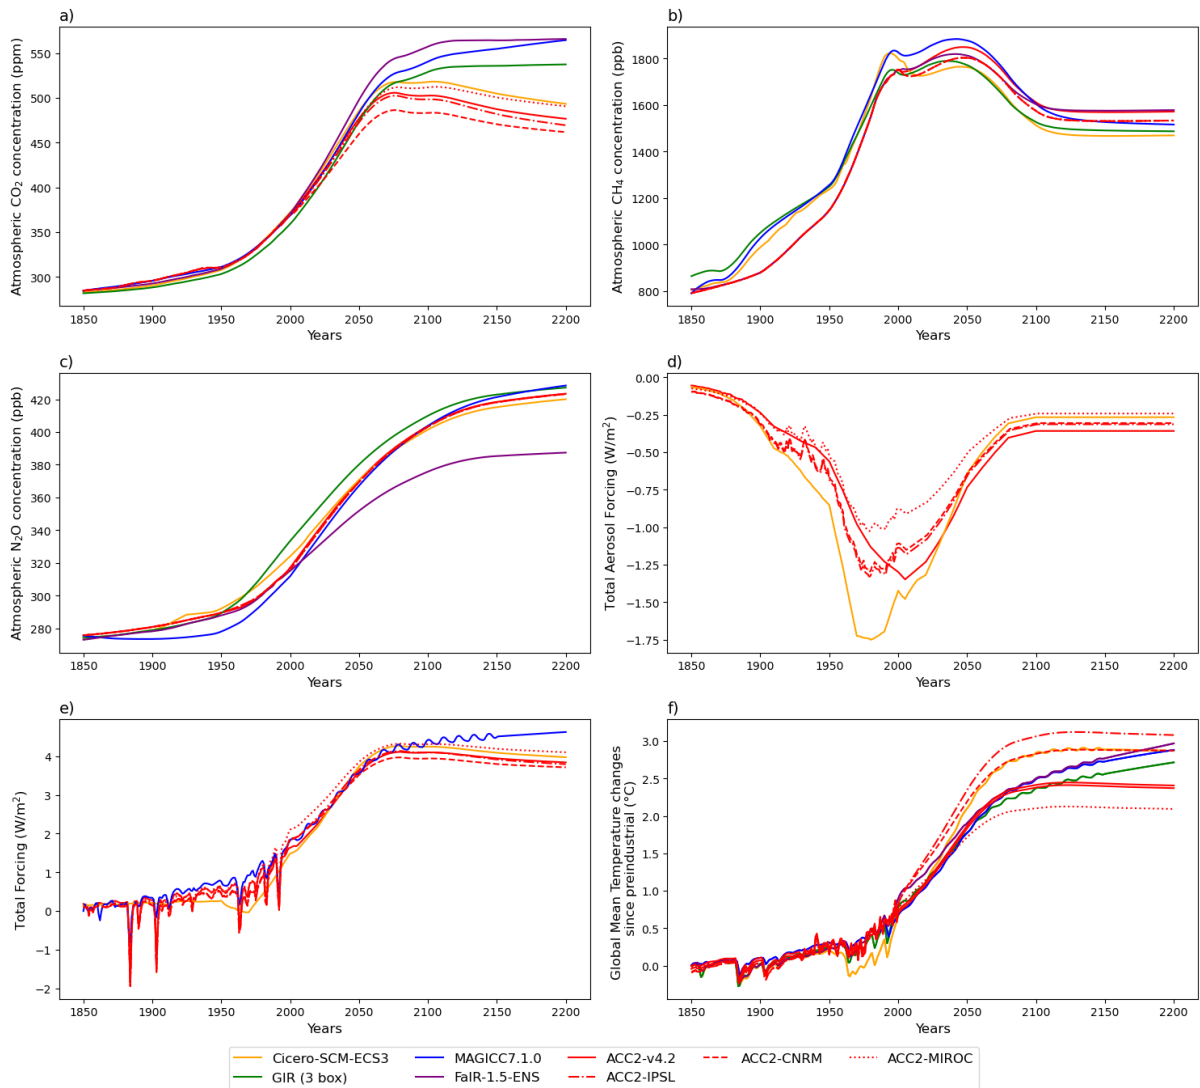 a)
Atmospheric CO₂ concentration (ppm)
550
500
450
400
350
300
1850 1900 1950 2000 2050 2100 2150 2200
Years
b)
Atmospheric CH₄ concentration (ppb)
1800
1600
1400
1200
1000
800
1850 1900 1950 2000 2050 2100 2150 2200
Years
c)
Atmospheric N₂O concentration (ppb)
420
400
380
360
340
320
300
280
1850 1900 1950 2000 2050 2100 2150 2200
Years
d)
Total Aerosol Forcing (W/m²)
0.00
−0.25
−0.50
−0.75
−1.00
−1.25
−1.50
−1.75
1850 1900 1950 2000 2050 2100 2150 2200
Years
e)
Total Forcing (W/m²)
4
3
2
1
0
−1
−2
1850 1900 1950 2000 2050 2100 2150 2200
Years
f)
Global Mean Temperature changes
since preindustrial (°C)
3.0
2.5
2.0
1.5
1.0
0.5
0.0
1850 1900 1950 2000 2050 2100 2150 2200
Years
Cicero-SCM-ECS3 MAGICC7.1.0 ACC2-v4.2 ACC2-CNRM ACC2-MIROC
GIR (3 box) FaIR-1.5-ENS ACC2-IPSL